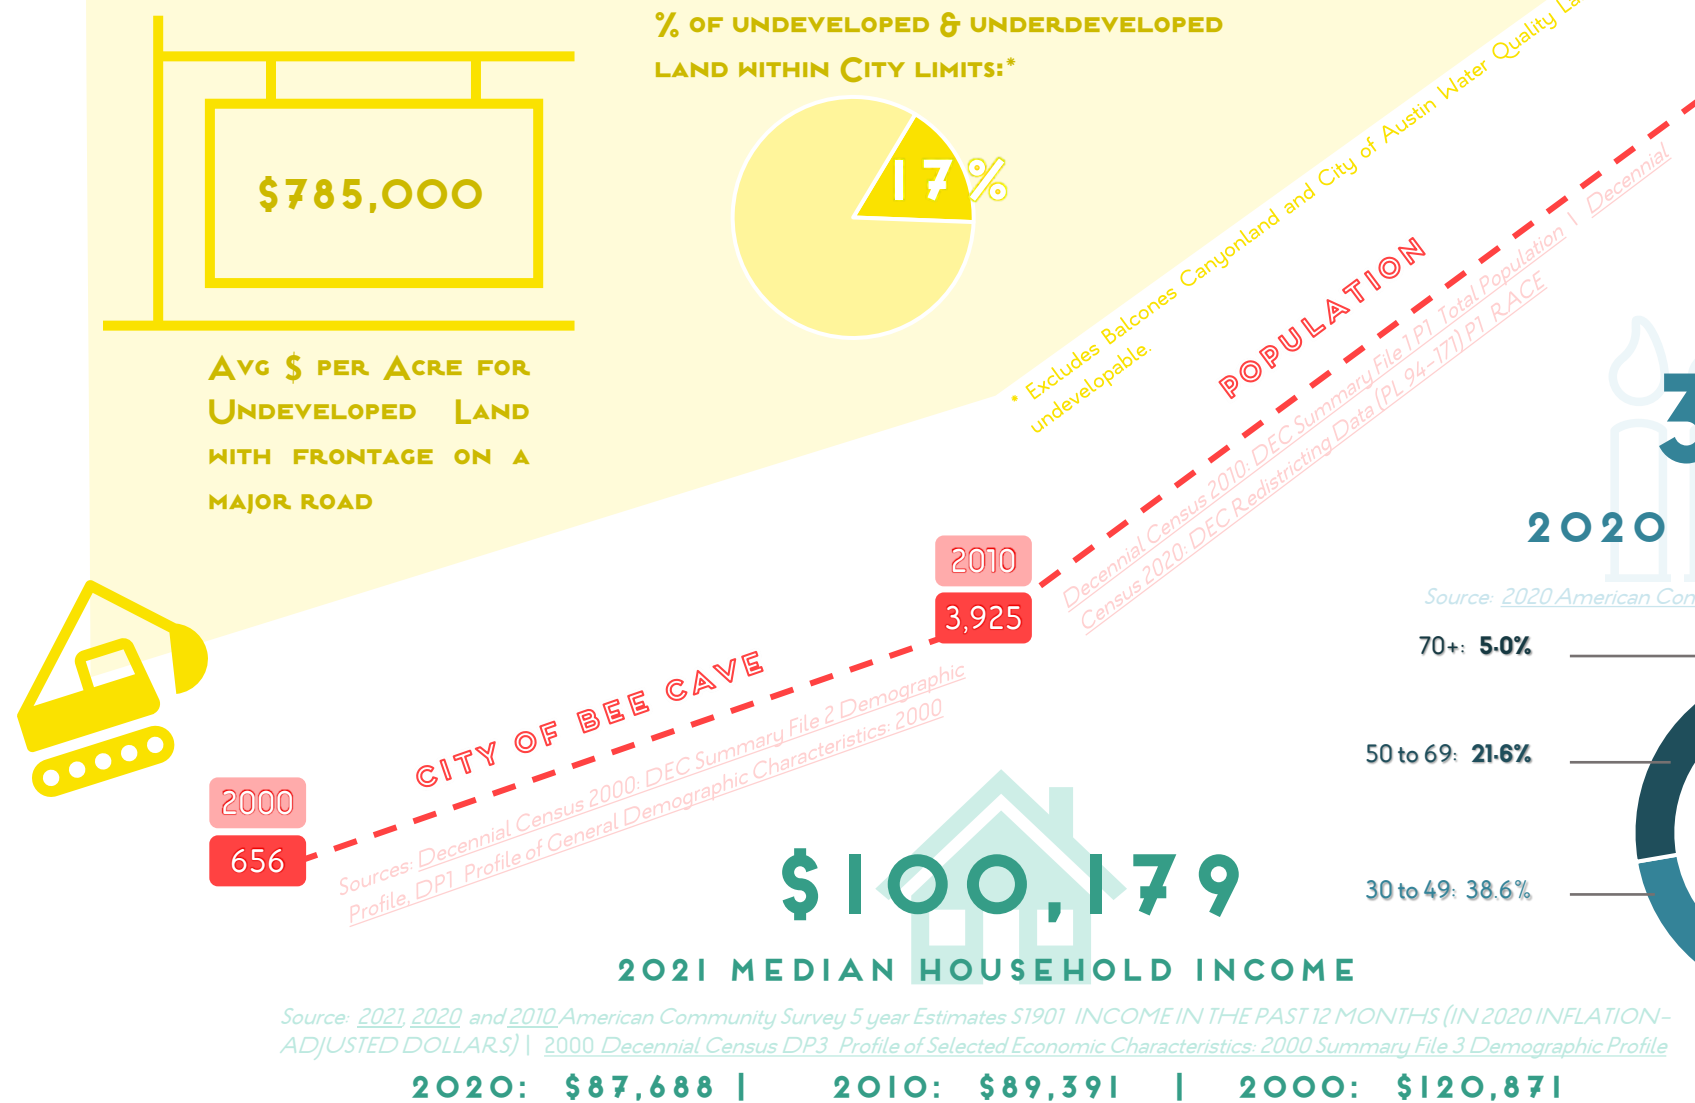 % of undeveloped & underdeveloped
land within City limits:*
$785,000
17%
Avg $ per Acre for
Undeveloped Land
with frontage on a
major road
* Excludes Balcones Canyonland and City of Austin Water Quality
undevelopable.
POPULATION
Decennial Census 2010: DEC Summary File 1 P1 Total Population | Decennial
Census 2020: DEC Redistricting Data (PL 94-171) P1 RACE
2010
3,925
CITY OF BEE CAVE
Sources: Decennial Census 2000: DEC Summary File 2 Demographic
Profile, DP1 Profile of General Demographic Characteristics: 2000
2000
656
2020
Source: 2020 American
70+: 5.0%
50 to 69: 21.6%
30 to 49: 38.6%
$100,179
2021 MEDIAN HOUSEHOLD INCOME
Source: 2021, 2020 and 2010 American Community Survey 5 year Estimates S1901 INCOME IN THE PAST 12 MONTHS (IN 2020 INFLATION-
ADJUSTED DOLLARS) | 2000 Decennial Census DP3 Profile of Selected Economic Characteristics: 2000 Summary File 3 Demographic Profile
2020: $87,688 | 2010: $89,391 | 2000: $120,871